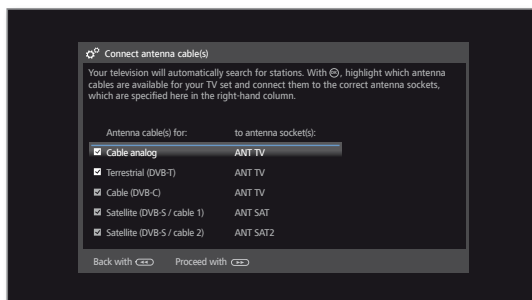 Connect antenna cable(s)
Your television will automatically search for stations. With OK, highlight which antenna
cables are available for your TV set and connect them to the correct antenna sockets,
which are specified here in the right-hand column.
Antenna cable(s) for: to antenna socket(s):
Cable analog ANT TV
Terrestrial (DVB-T) ANT TV
Cable (DVB-C) ANT TV
Satellite (DVB-S / cable 1) ANT SAT
Satellite (DVB-S / cable 2) ANT SAT2
Back with Proceed with